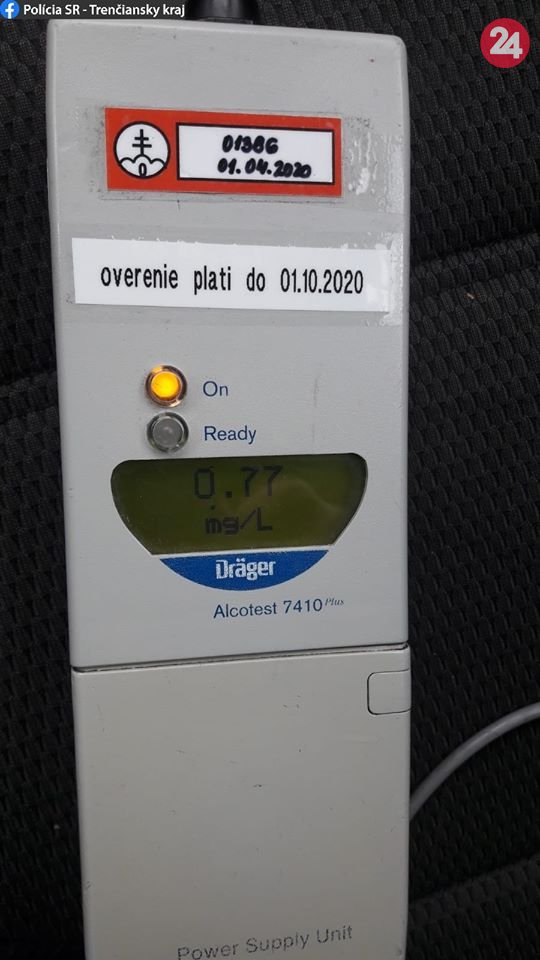 Polícia SR - Trenčiansky kraj
24
01386
01.04.2020
overenie plati do 01.10.2020
On
Ready
0.77
mg/L
Dräger
Alcotest 7410 Plus
Power Supply Unit